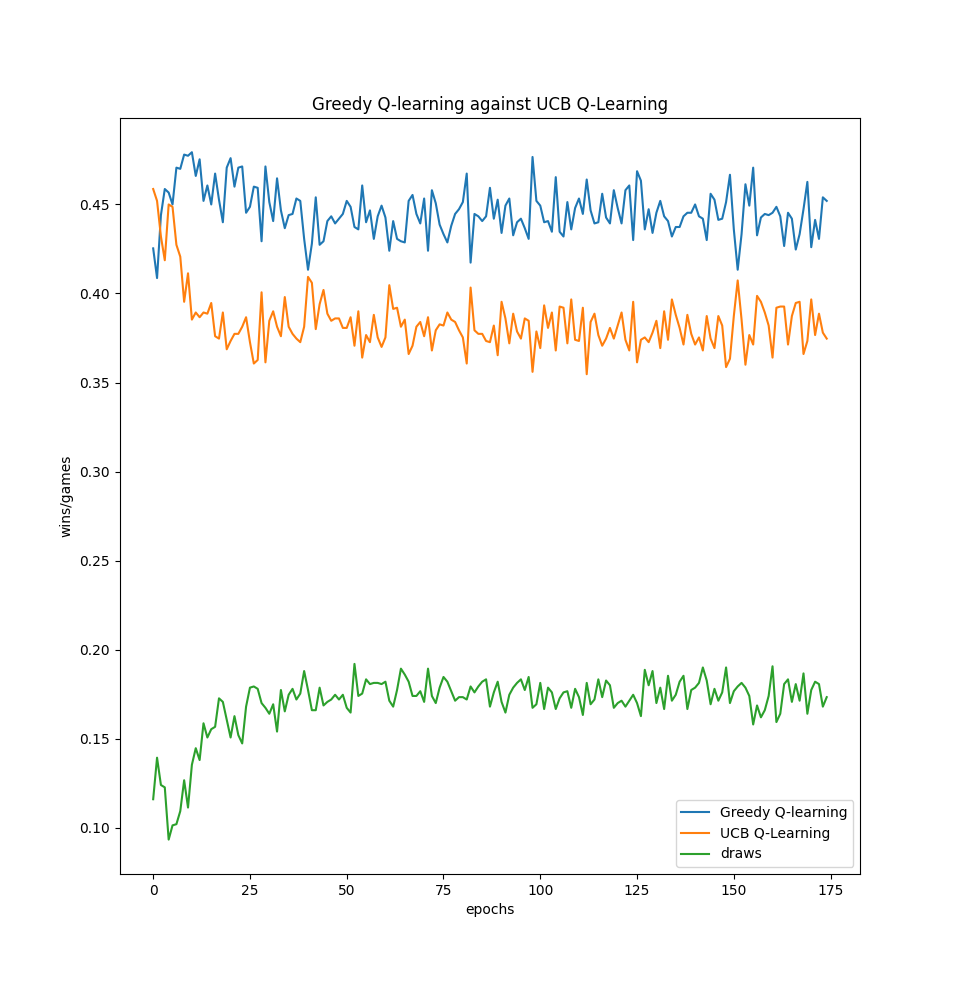 Greedy Q-learning against UCB Q-Learning
0.45
0.40
0.35
0.30
0.25
0.20
0.15
0.10
wins/games
0 25 50 75 100 125 150 175
epochs
Greedy Q-learning
UCB Q-Learning
draws